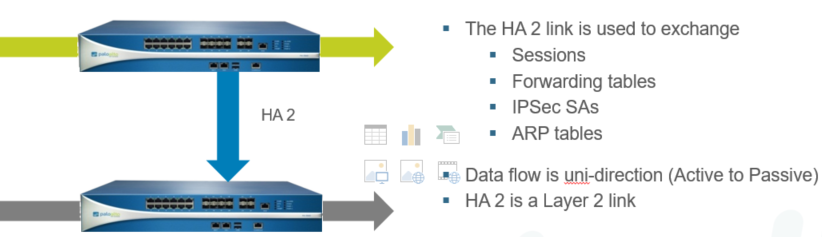 The HA 2 link is used to exchange
Sessions
Forwarding tables
IPSec SAs
ARP tables
HA 2
Data flow is uni-direction (Active to Passive)
HA 2 is a Layer 2 link